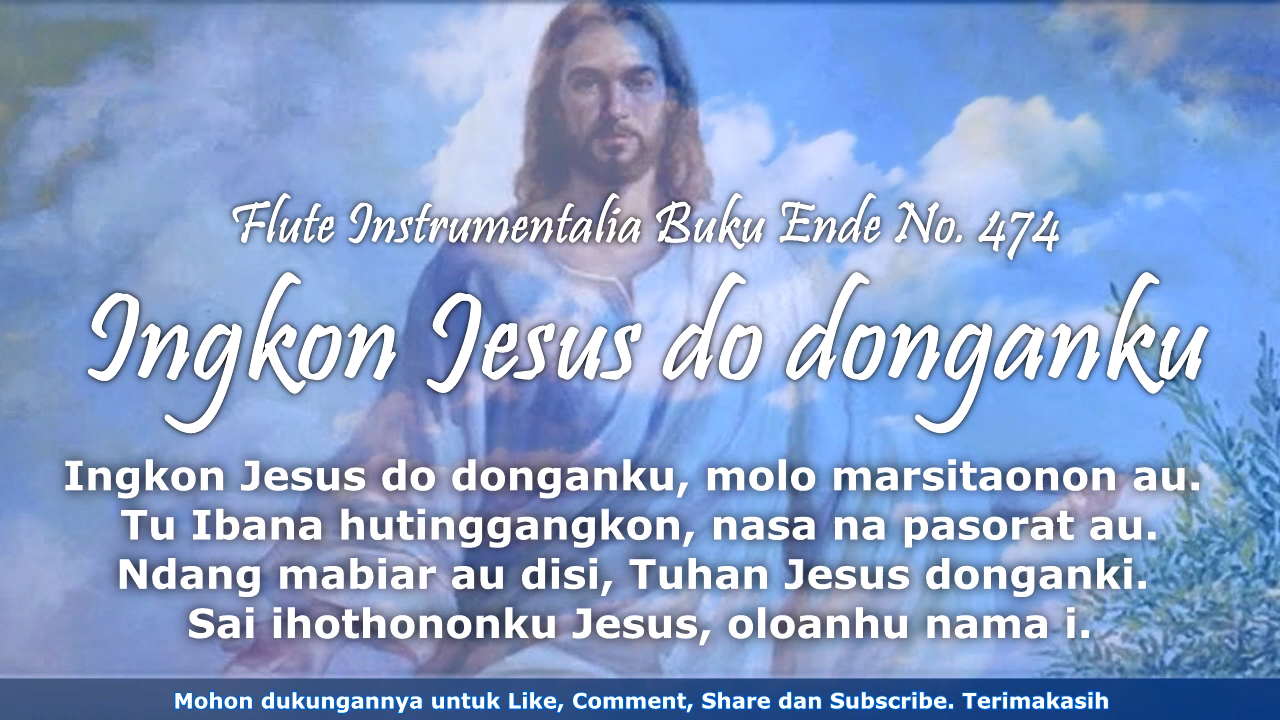 Flute Instrumentalia Buku Ende No. 474
Ingkon Jesus do donganku
Ingkon Jesus do donganku, molo marsitaonon au.
Tu Ibana hutinggangkon, nasa na pasorat au.
Ndang mabiar au disi, Tuhan Jesus donganki.
Sai ihothononku Jesus, oloanhu nama i.
Mohon dukungannya untuk Like, Comment, Share dan Subscribe. Terimakasih